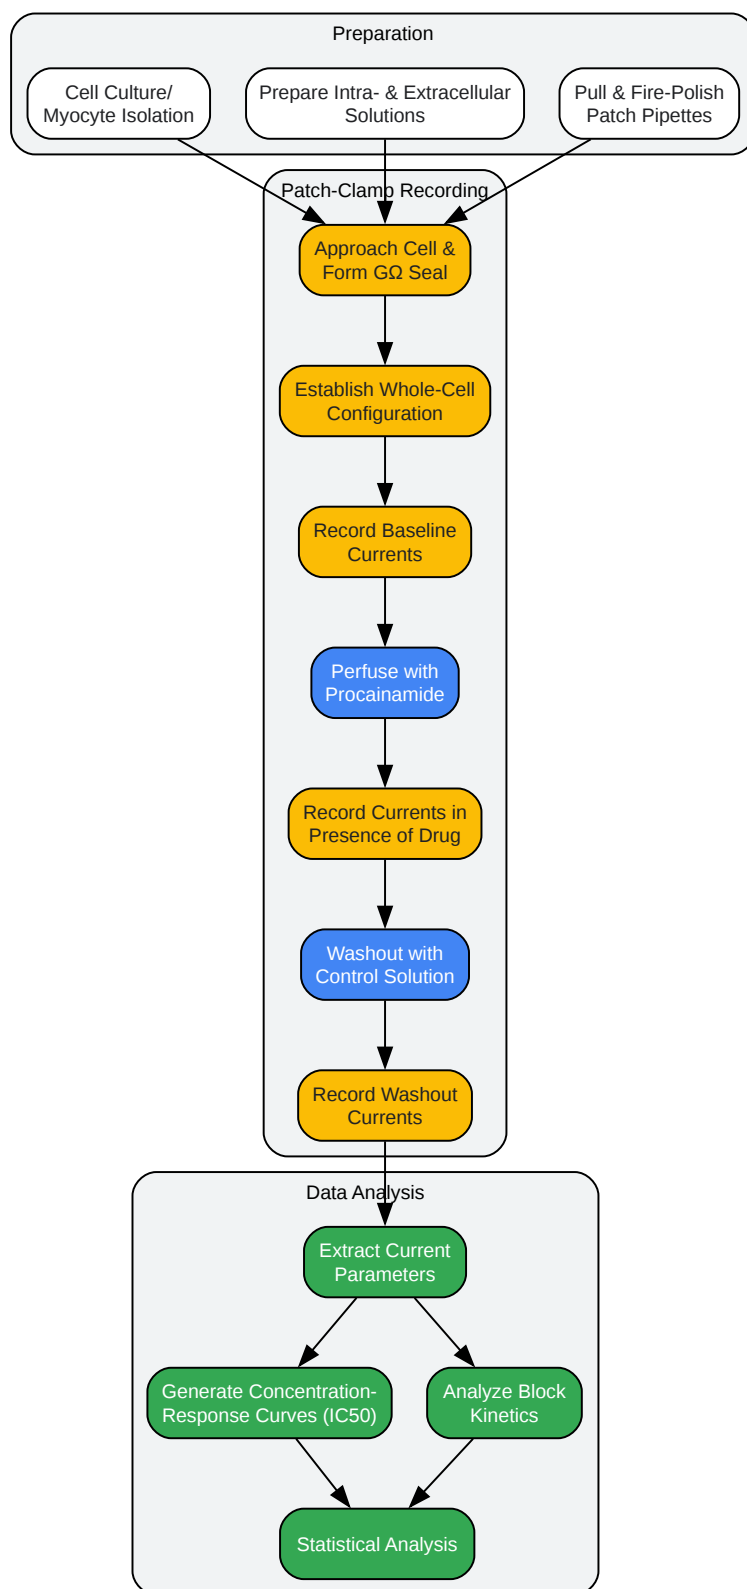 Preparation
Cell Culture/
Myocyte Isolation
Prepare Intra- & Extracellular
Solutions
Pull & Fire-Polish
Patch Pipettes
Patch-Clamp Recording
Approach Cell &
Form GΩ Seal
Establish Whole-Cell
Configuration
Record Baseline
Currents
Perfuse with
Procainamide
Record Currents in
Presence of Drug
Washout with
Control Solution
Record Washout
Currents
Data Analysis
Extract Current
Parameters
Generate Concentration-
Response Curves (IC50)
Analyze Block
Kinetics
Statistical Analysis